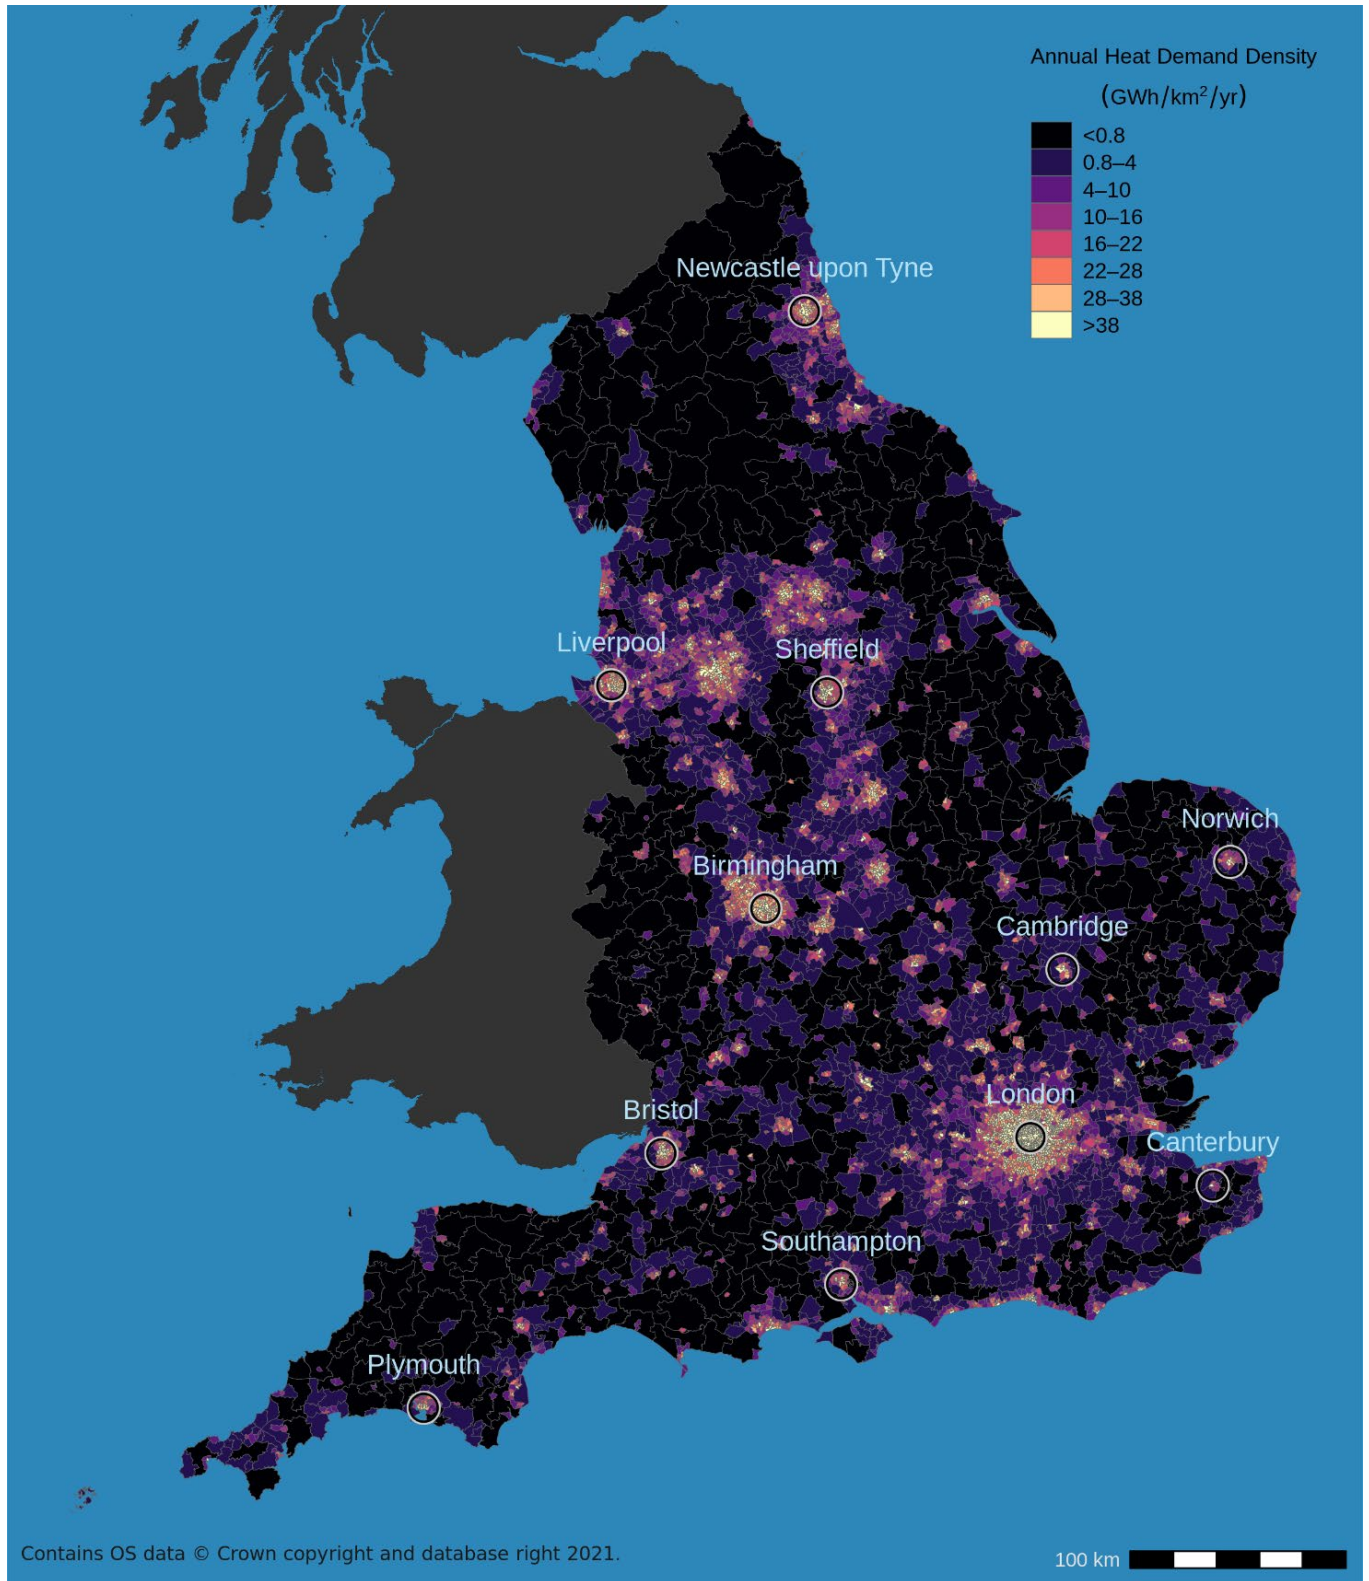 Annual Heat Demand Density
(GWh/km²/yr)
<0.8
0.8–4
4–10
10–16
16–22
22–28
28–38
>38
Newcastle upon Tyne
Liverpool
Sheffield
Norwich
Birmingham
Cambridge
London
Bristol
Canterbury
Southampton
Plymouth
Contains OS data © Crown copyright and database right 2021.
100 km